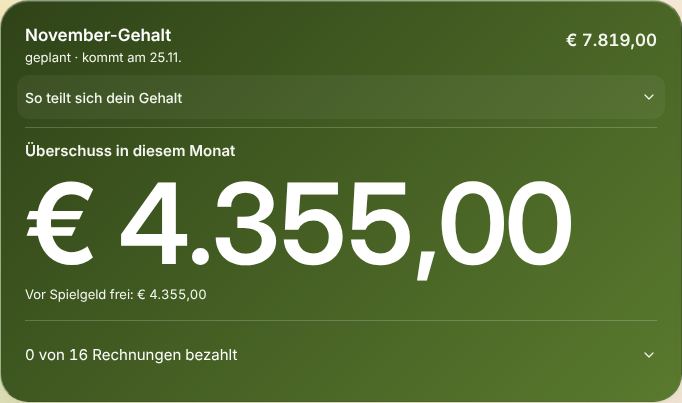 November-Gehalt
€ 7.819,00
geplant · kommt am 25.11.
So teilt sich dein Gehalt
Überschuss in diesem Monat
€ 4.355,00
Vor Spielgeld frei: € 4.355,00
0 von 16 Rechnungen bezahlt